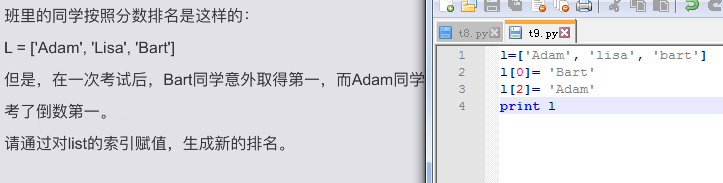 班里的同学按照分数排名是这样的：
L = ['Adam', 'Lisa', 'Bart']
但是，在一次考试后，Bart同学意外取得第一，而Adam同学
考了倒数第一。
请通过对list的索引赋值，生成新的排名。
t8.py
t9.py
1 l=['Adam', 'lisa', 'bart']
2 l[0]= 'Bart'
3 l[2]= 'Adam'
4 print l